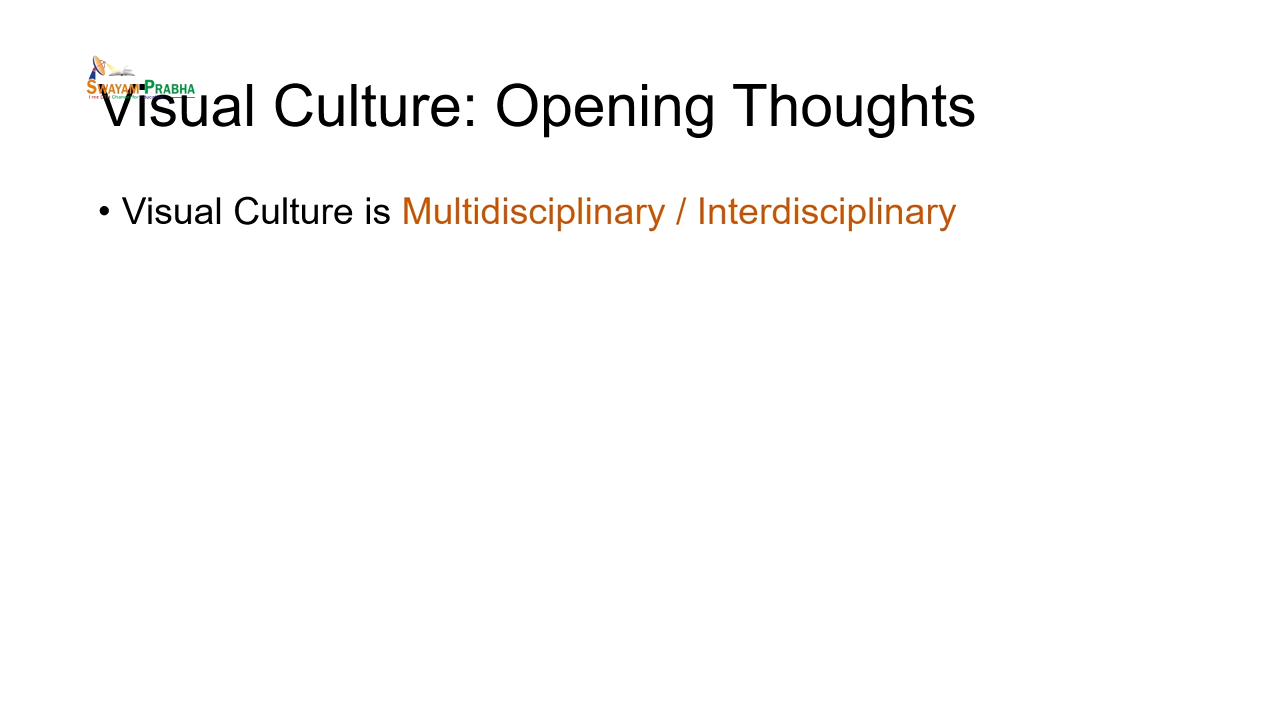 SWAYAM PRABHA
Visual Culture: Opening Thoughts
• Visual Culture is Multidisciplinary / Interdisciplinary